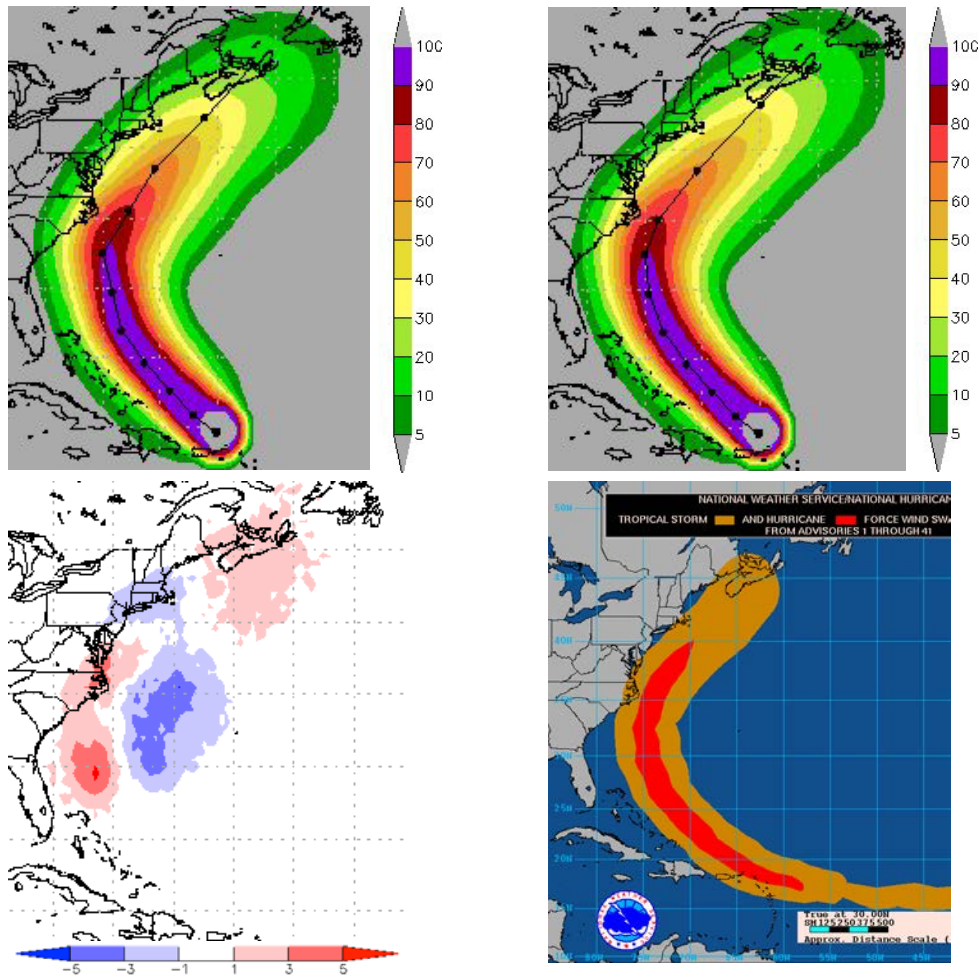 100
90
80
70
60
50
40
30
20
10
5
100
90
80
70
60
50
40
30
20
10
5
-5 -3 -1 1 3 5
NATIONAL WEATHER SERVICE/NATIONAL HURRICAN
TROPICAL STORM AND HURRICANE FORCE WIND SWA
FROM ADVISORIES 1 THROUGH 41
50N
45N
40N
35N
30N
25N
20N
True at 30.00N
SM125250375500
Approx. Distance Scale (